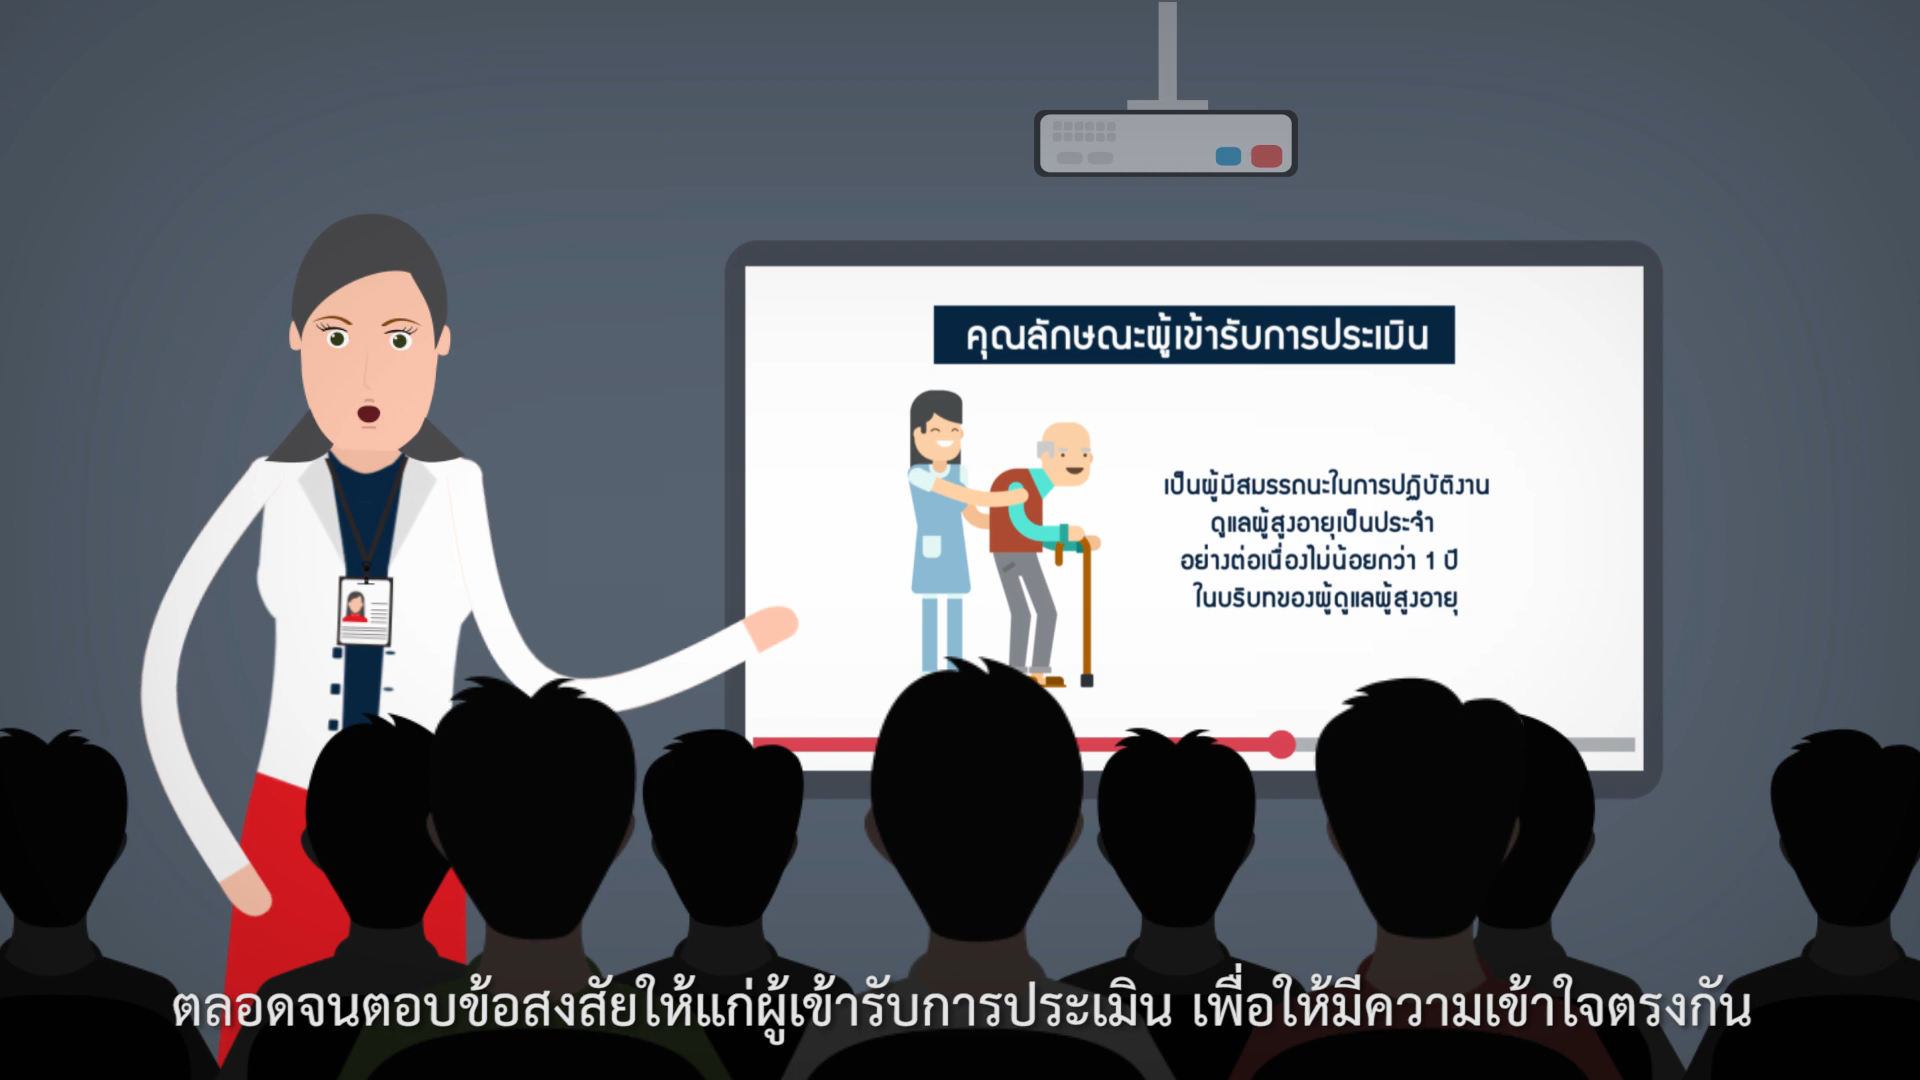 คุณลักษณะผู้เข้ารับการประเมิน
เป็นผู้มีสมรรถนะในการปฏิบัติงาน
ดูแลผู้สูงอายุเป็นประจำ
อย่างต่อเนื่องไม่น้อยกว่า 1 ปี
ในบริบทของผู้ดูแลผู้สูงอายุ
ตลอดจนตอบข้อสงสัยให้แก่ผู้เข้ารับการประเมิน เพื่อให้มีความเข้าใจตรงกัน